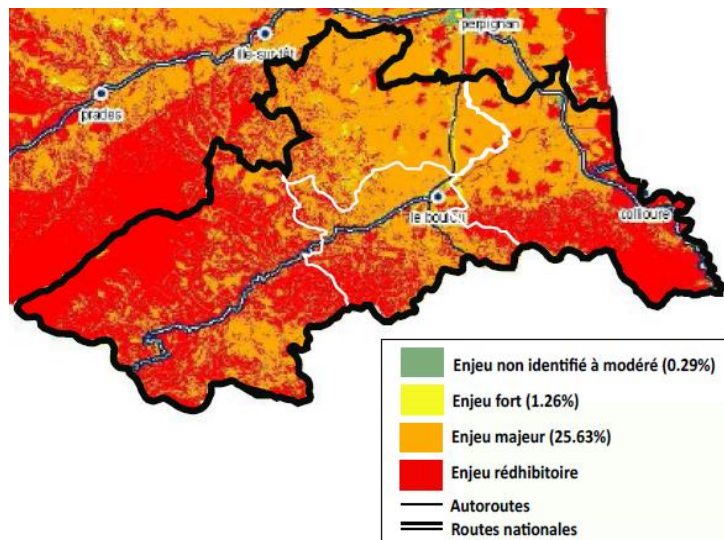 perpignan
ille-sur-têt
prades
le boulou
collioure
Enjeu non identifié à modéré (0.29%)
Enjeu fort (1.26%)
Enjeu majeur (25.63%)
Enjeu rédhibitoire
Autoroutes
Routes nationales